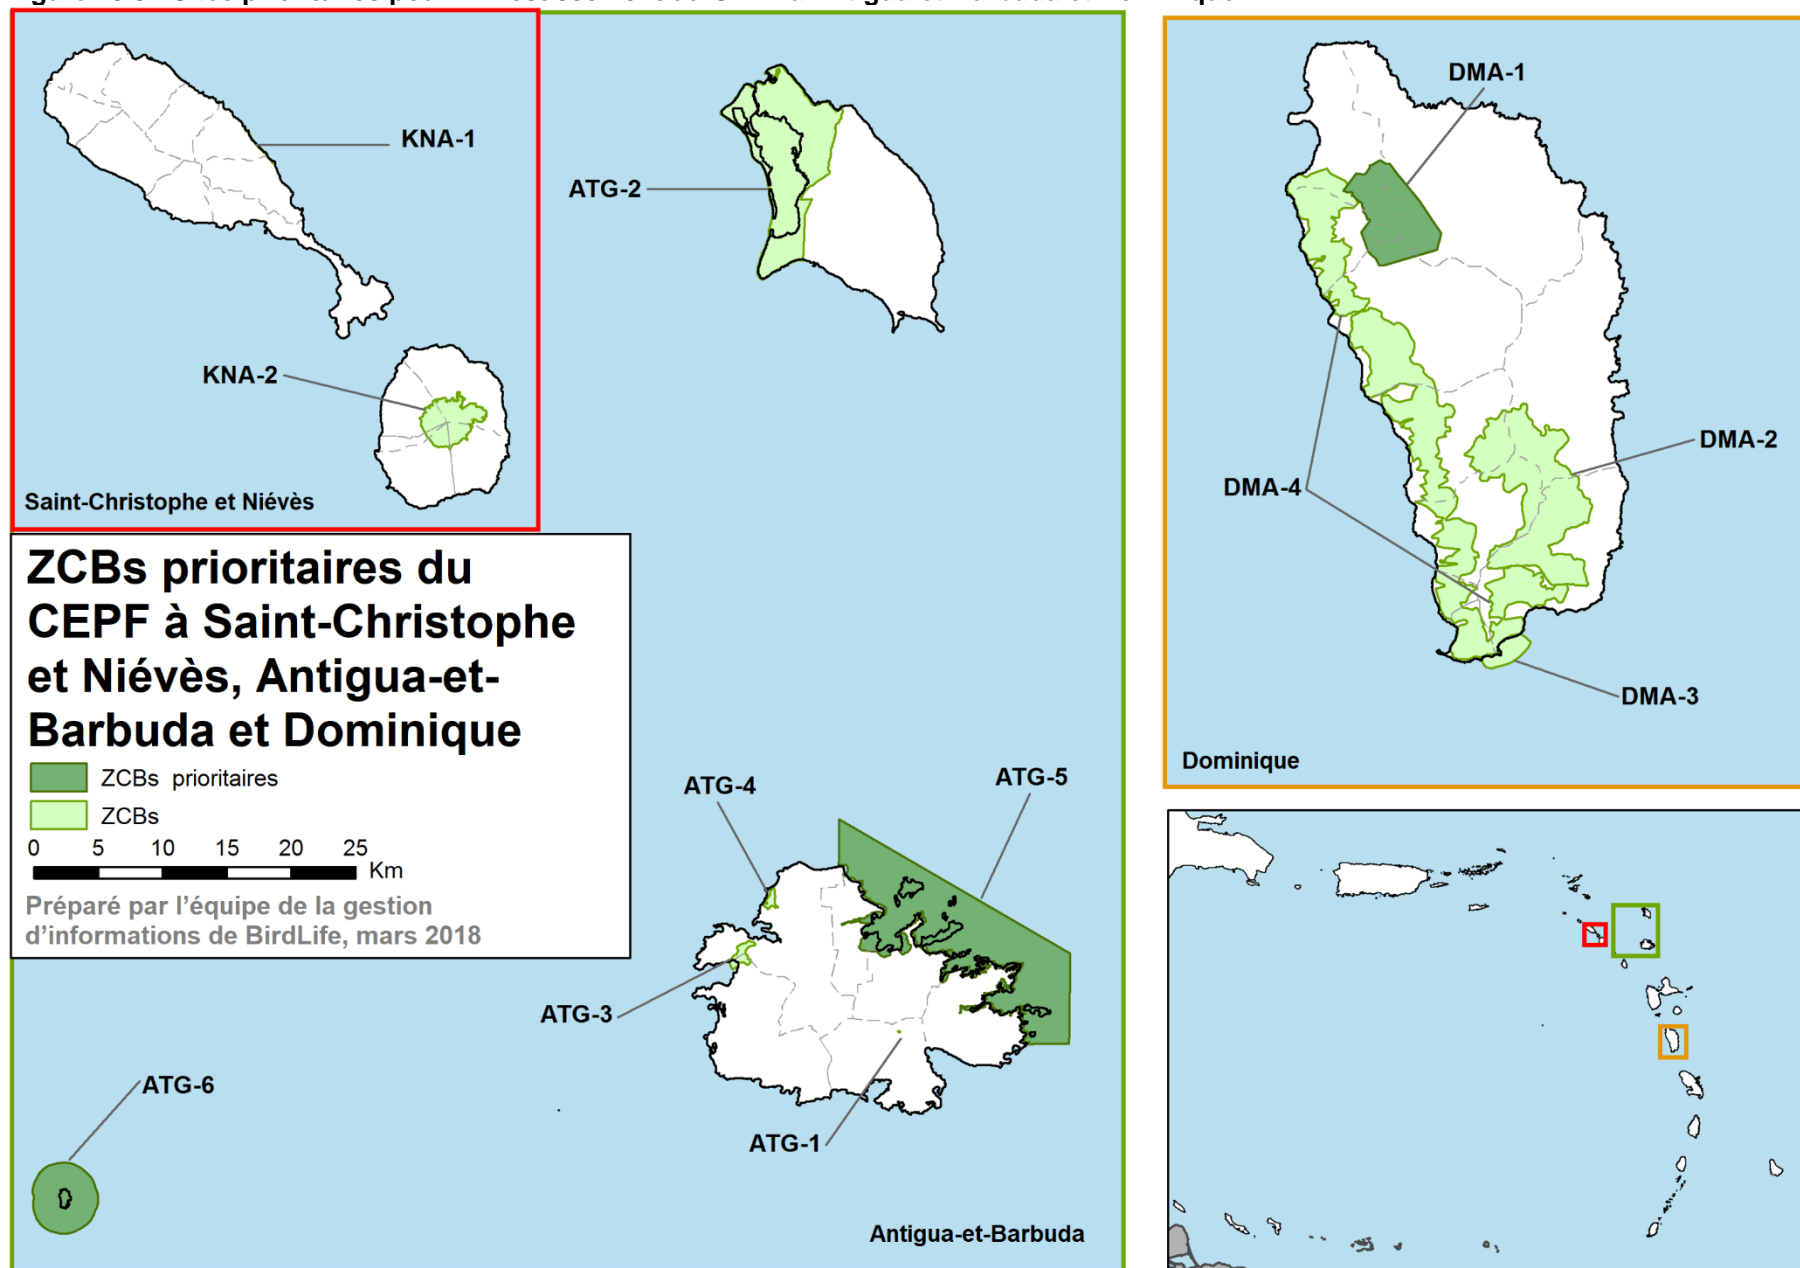 KNA-1
KNA-2
Saint-Christophe et Niévès
ATG-2
DMA-1
DMA-2
DMA-4
DMA-3
Dominique
ZCBs prioritaires du
CEPF à Saint-Christophe
et Niévès, Antigua-et-
Barbuda et Dominique
ZCBs prioritaires
ZCBs
0 5 10 15 20 25
Km
Préparé par l'équipe de la gestion
d'informations de BirdLife, mars 2018
ATG-4
ATG-5
ATG-3
ATG-6
ATG-1
Antigua-et-Barbuda